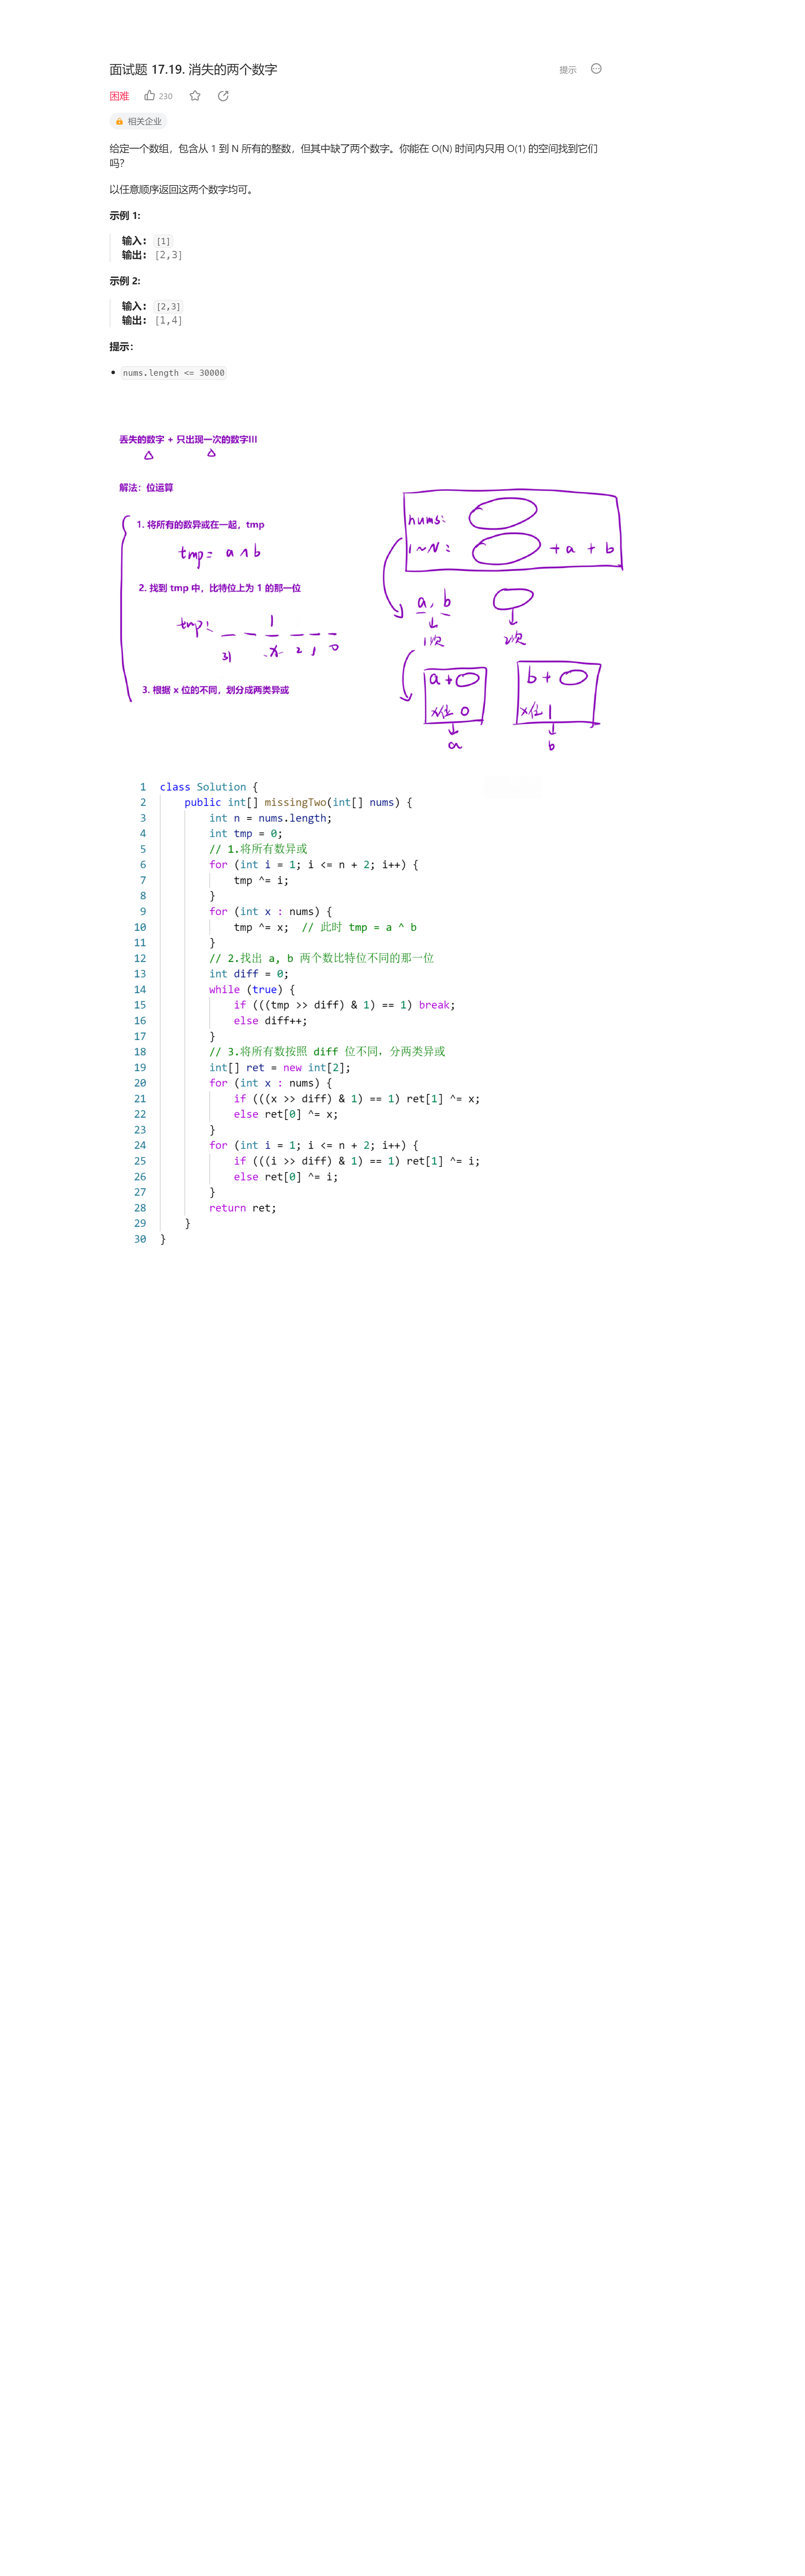 面试题 17.19. 消失的两个数字
提示
困难 230
相关企业
给定一个数组，包含从 1 到 N 所有的整数，但其中缺了两个数字。你能在 O(N) 时间内只用 O(1) 的空间找到它们
吗？
以任意顺序返回这两个数字均可。
示例 1:
输入： [1]
输出： [2,3]
示例 2:
输入： [2,3]
输出： [1,4]
提示：
• nums.length <= 30000
丢失的数字 + 只出现一次的数字III
解法：位运算
1. 将所有的数异或在一起，tmp
tmp = a ^ b
2. 找到 tmp 中，比特位上为 1 的那一位
tmp: 1
31 x 2 1 0
3. 根据 x 位的不同，划分成两类异或
nums:
1 ~ N: + a + b
a, b
1次 2次
a + b +
x位 0 x位 1
a b
1 class Solution {
2 public int[] missingTwo(int[] nums) {
3 int n = nums.length;
4 int tmp = 0;
5 // 1.将所有数异或
6 for (int i = 1; i <= n + 2; i++) {
7 tmp ^= i;
8 }
9 for (int x : nums) {
10 tmp ^= x; // 此时 tmp = a ^ b
11 }
12 // 2.找出 a, b 两个数比特位不同的那一位
13 int diff = 0;
14 while (true) {
15 if (((tmp >> diff) & 1) == 1) break;
16 else diff++;
17 }
18 // 3.将所有数按照 diff 位不同，分两类异或
19 int[] ret = new int[2];
20 for (int x : nums) {
21 if (((x >> diff) & 1) == 1) ret[1] ^= x;
22 else ret[0] ^= x;
23 }
24 for (int i = 1; i <= n + 2; i++) {
25 if (((i >> diff) & 1) == 1) ret[1] ^= i;
26 else ret[0] ^= i;
27 }
28 return ret;
29 }
30 }